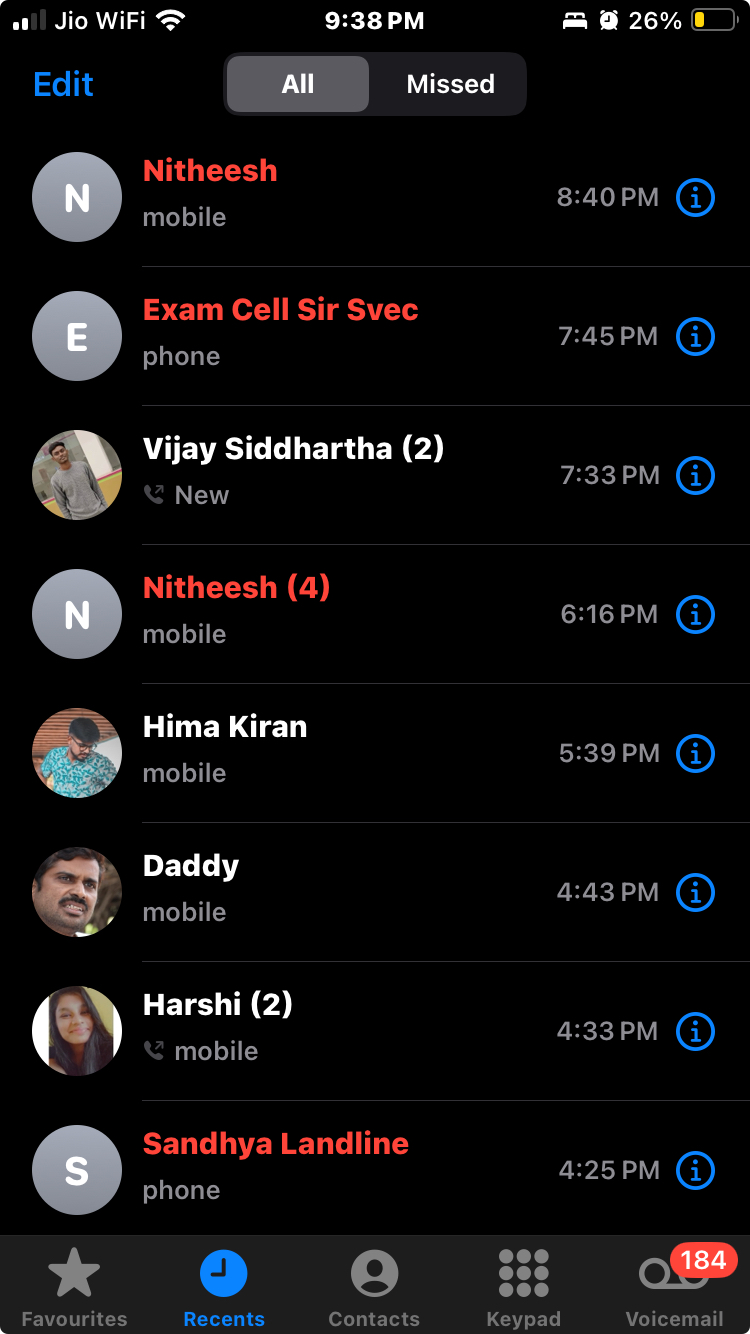 Jio WiFi 9:38 PM 26%
Edit All Missed
N Nitheesh
mobile
8:40 PM
E Exam Cell Sir Svec
phone
7:45 PM
Vijay Siddhartha (2)
New
7:33 PM
N Nitheesh (4)
mobile
6:16 PM
Hima Kiran
mobile
5:39 PM
Daddy
mobile
4:43 PM
Harshi (2)
mobile
4:33 PM
S Sandhya Landline
phone
4:25 PM
184
Favourites Recents Contacts Keypad Voicemail